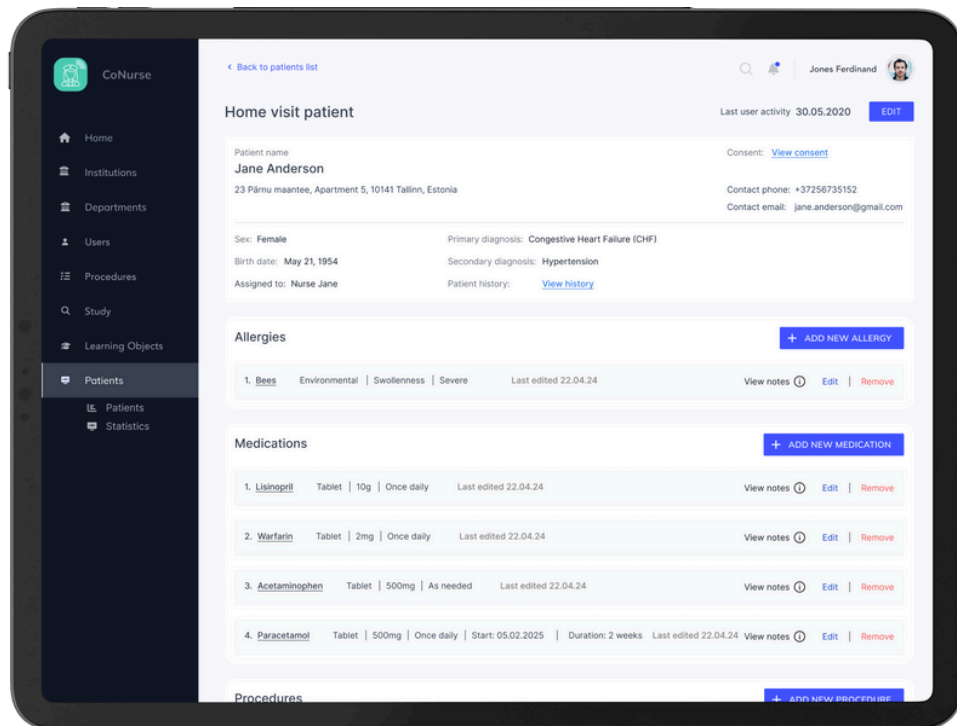 CoNurse
Home
Institutions
Departments
Users
Procedures
Study
Learning Objects
Patients
Patients
Statistics
Back to patients list
Jones Ferdinand
Home visit patient
Last user activity 30.05.2020
EDIT
Patient name
Jane Anderson
23 Pärnu maantee, Apartment 5, 10141 Tallinn, Estonia
Consent: View consent
Contact phone: +37256735152
Contact email: jane.anderson@gmail.com
Sex: Female
Primary diagnosis: Congestive Heart Failure (CHF)
Birth date: May 21, 1954
Secondary diagnosis: Hypertension
Assigned to: Nurse Jane
Patient history: View history
Allergies
+ ADD NEW ALLERGY
1. Bees Environmental | Swollenness | Severe Last edited 22.04.24 View notes Edit | Remove
Medications
+ ADD NEW MEDICATION
1. Lisinopril Tablet | 10g | Once daily Last edited 22.04.24 View notes Edit | Remove
2. Warfarin Tablet | 2mg | Once daily Last edited 22.04.24 View notes Edit | Remove
3. Acetaminophen Tablet | 500mg | As needed Last edited 22.04.24 View notes Edit | Remove
4. Paracetamol Tablet | 500mg | Once daily | Start: 05.02.2025 | Duration: 2 weeks Last edited 22.04.24 View notes Edit | Remove
Procedures
+ ADD NEW PROCEDURE